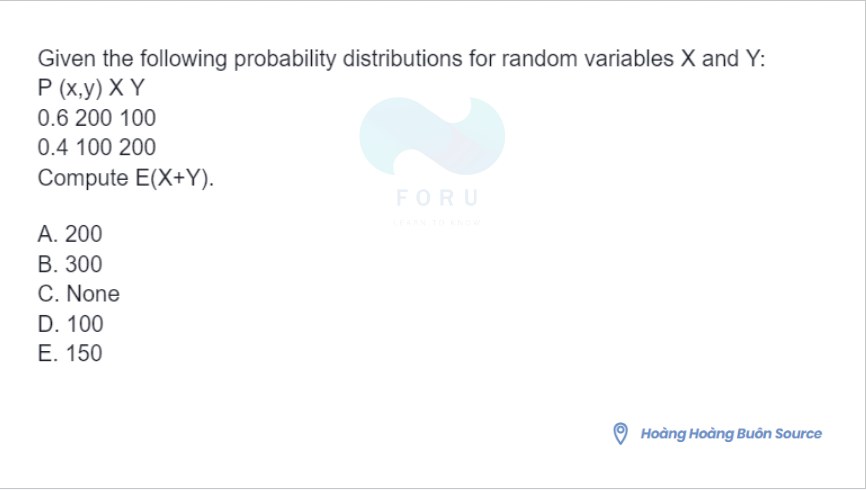 Given the following probability distributions for random variables X and Y:
P (x,y) X Y
0.6 200 100
0.4 100 200
Compute E(X+Y).
FORU
A. 200
B. 300
C. None
D. 100
E. 150
Hoàng Hoàng Buôn Source